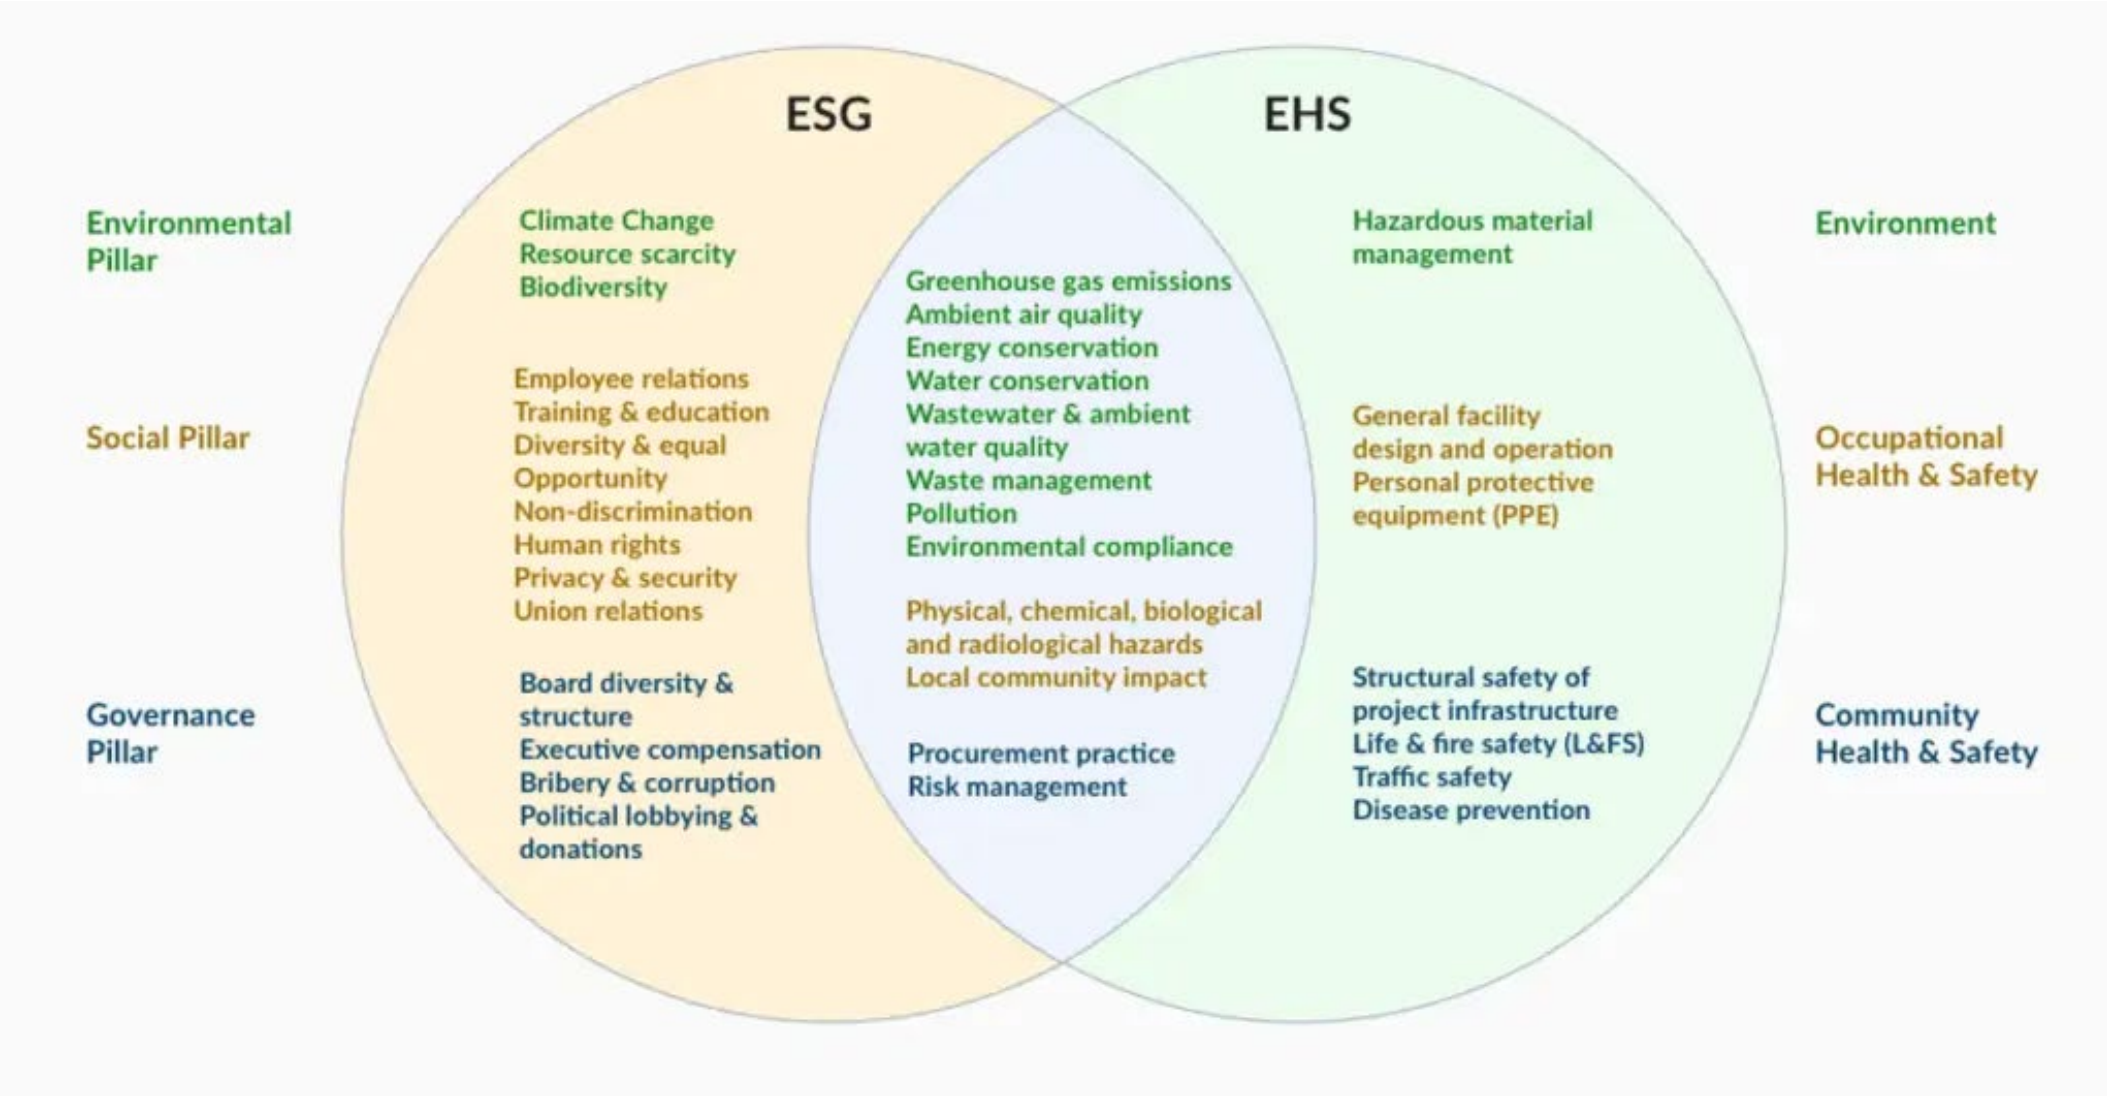 ESG
EHS
Environmental
Pillar
Climate Change
Resource scarcity
Biodiversity
Social Pillar
Employee relations
Training & education
Diversity & equal
Opportunity
Non-discrimination
Human rights
Privacy & security
Union relations
Governance
Pillar
Board diversity &
structure
Executive compensation
Bribery & corruption
Political lobbying &
donations
Greenhouse gas emissions
Ambient air quality
Energy conservation
Water conservation
Wastewater & ambient
water quality
Waste management
Pollution
Environmental compliance
Physical, chemical, biological
and radiological hazards
Local community impact
Procurement practice
Risk management
Hazardous material
management
Environment
General facility
design and operation
Personal protective
equipment (PPE)
Occupational
Health & Safety
Structural safety of
project infrastructure
Life & fire safety (L&FS)
Traffic safety
Disease prevention
Community
Health & Safety